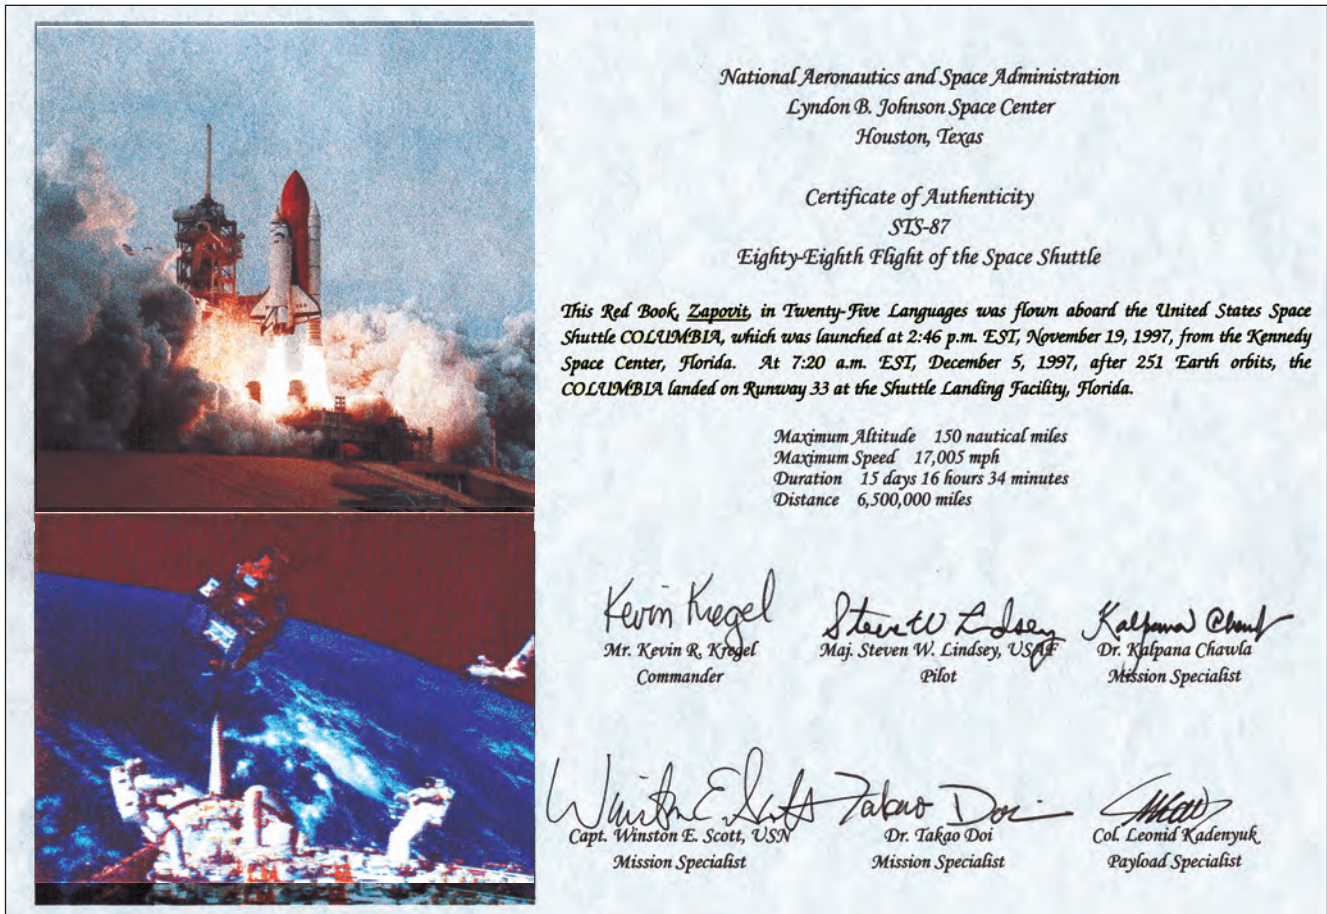 National Aeronautics and Space Administration
Lyndon B. Johnson Space Center
Houston, Texas
Certificate of Authenticity
STS-87
Eighty-Eighth Flight of the Space Shuttle
This Red Book, Zapovit, in Twenty-Five Languages was flown aboard the United States Space
Shuttle COLUMBIA, which was launched at 2:46 p.m. EST, November 19, 1997, from the Kennedy
Space Center, Florida. At 7:20 a.m. EST, December 5, 1997, after 251 Earth orbits, the
COLUMBIA landed on Runway 33 at the Shuttle Landing Facility, Florida.
Maximum Altitude 150 nautical miles
Maximum Speed 17,005 mph
Duration 15 days 16 hours 34 minutes
Distance 6,500,000 miles
Kevin Kregel Steve W Lindsey Kalpana Chawla
Mr. Kevin R. Kregel Maj. Steven W. Lindsey, USAF Dr. Kalpana Chawla
Commander Pilot Mission Specialist
Winston E. Scott Takao Doi
Capt. Winston E. Scott, USN Dr. Takao Doi Col. Leonid Kadenyuk
Mission Specialist Mission Specialist Payload Specialist